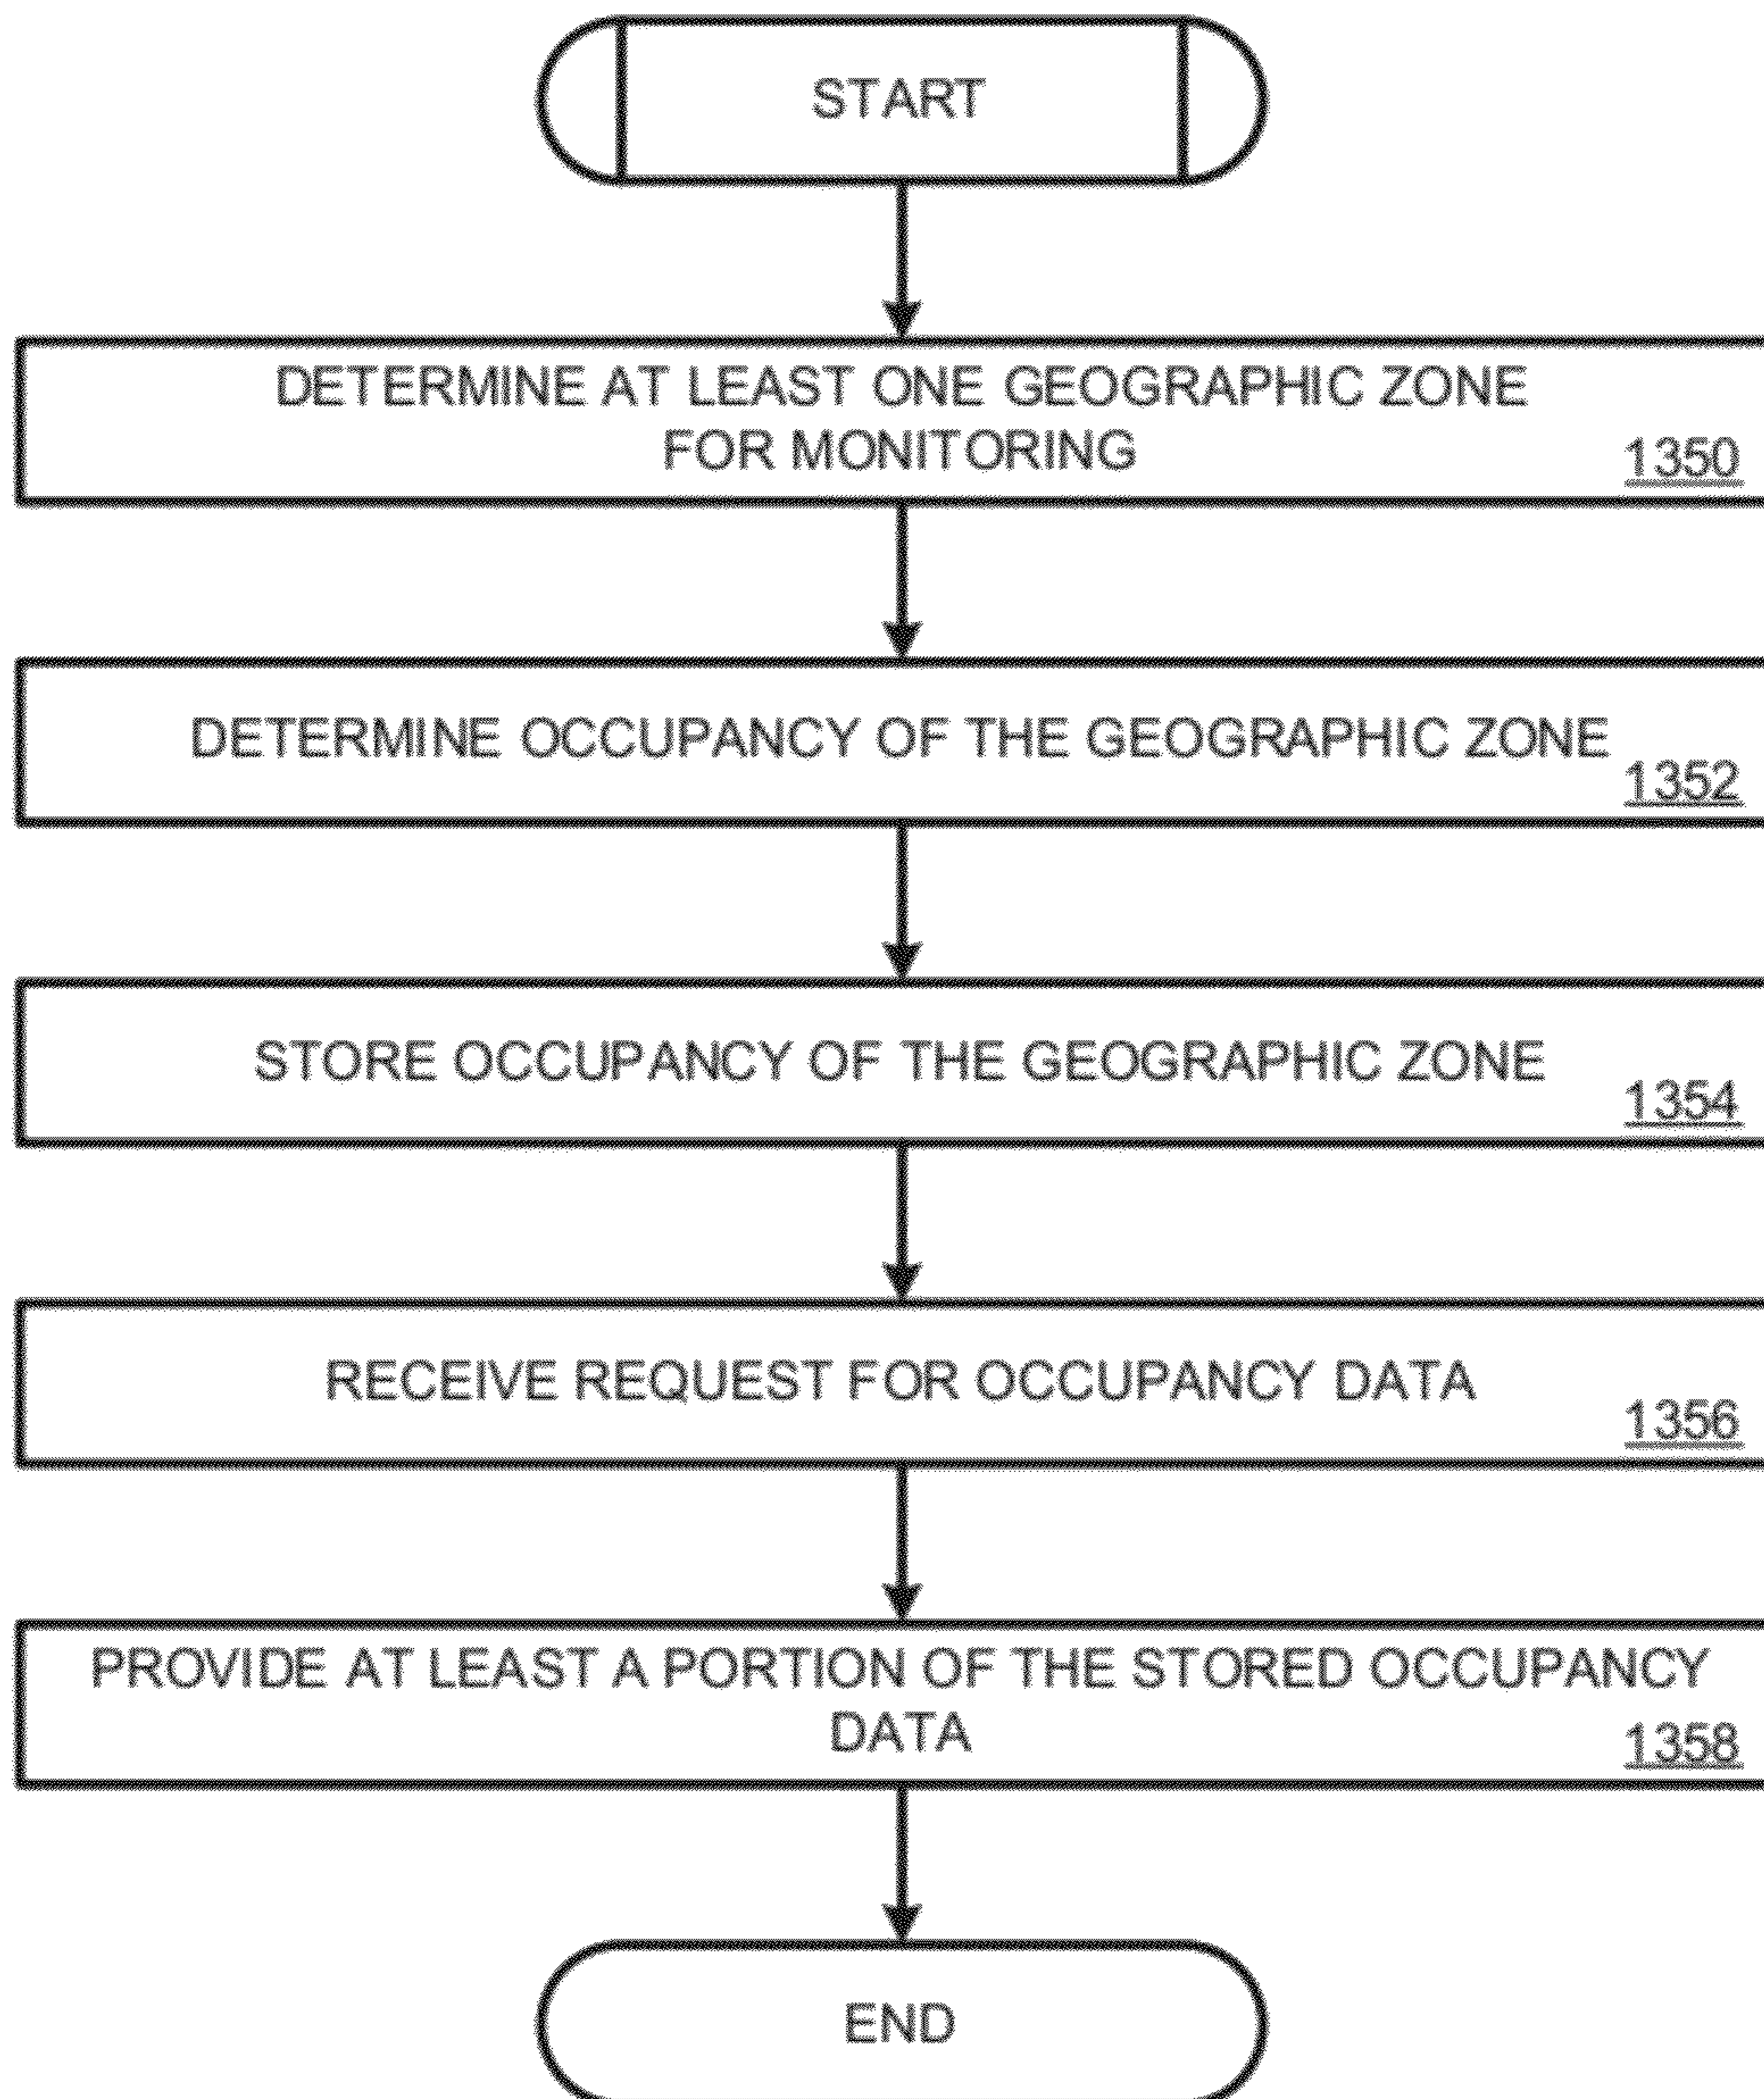 START
DETERMINE AT LEAST ONE GEOGRAPHIC ZONE
FOR MONITORING
1350
DETERMINE OCCUPANCY OF THE GEOGRAPHIC ZONE
1352
STORE OCCUPANCY OF THE GEOGRAPHIC ZONE
1354
RECEIVE REQUEST FOR OCCUPANCY DATA
1356
PROVIDE AT LEAST A PORTION OF THE STORED OCCUPANCY
DATA
1358
END